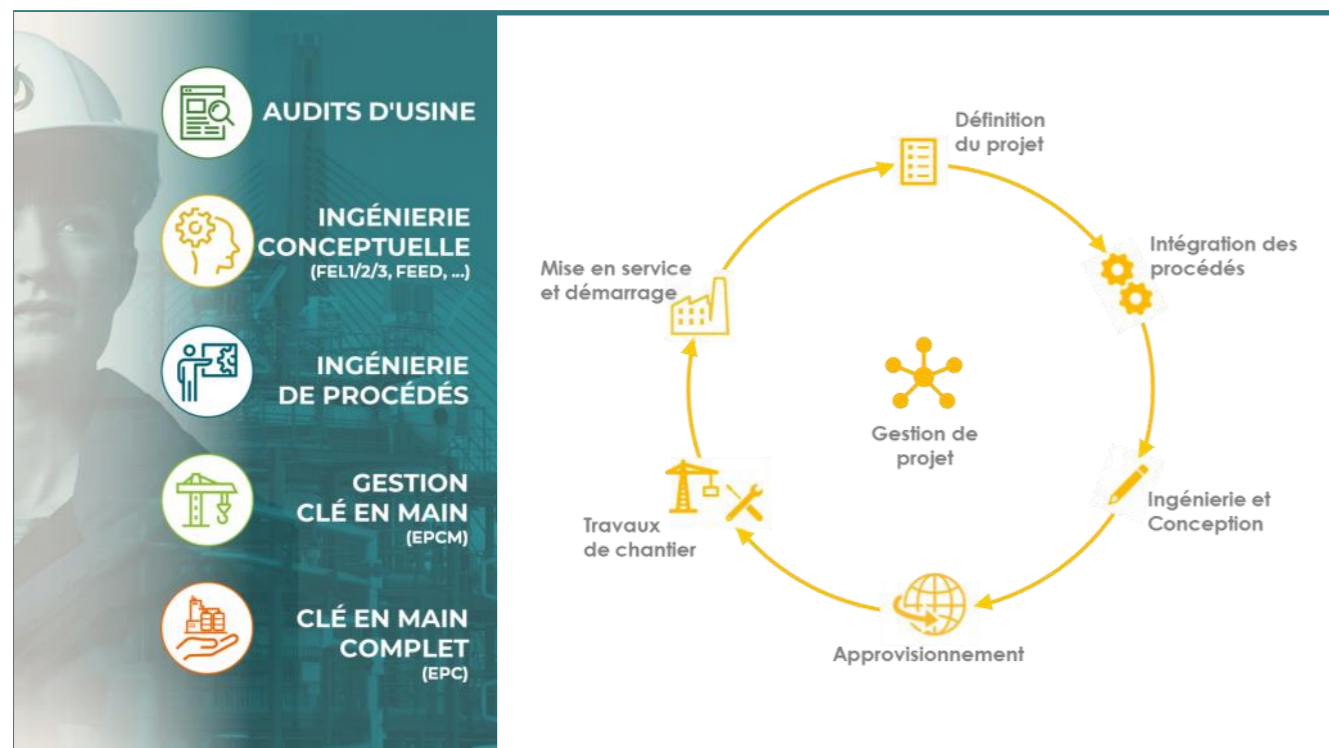 AUDITS D'USINE
INGÉNIERIE
CONCEPTUELLE
(FEL1/2/3, FEED, ...)
INGÉNIERIE
DE PROCÉDÉS
GESTION
CLÉ EN MAIN
(EPCM)
CLÉ EN MAIN
COMPLET
(EPC)
Définition
du projet
Intégration des
procédés
Ingénierie et
Conception
Approvisionnement
Travaux
de chantier
Mise en service
et démarrage
Gestion de
projet